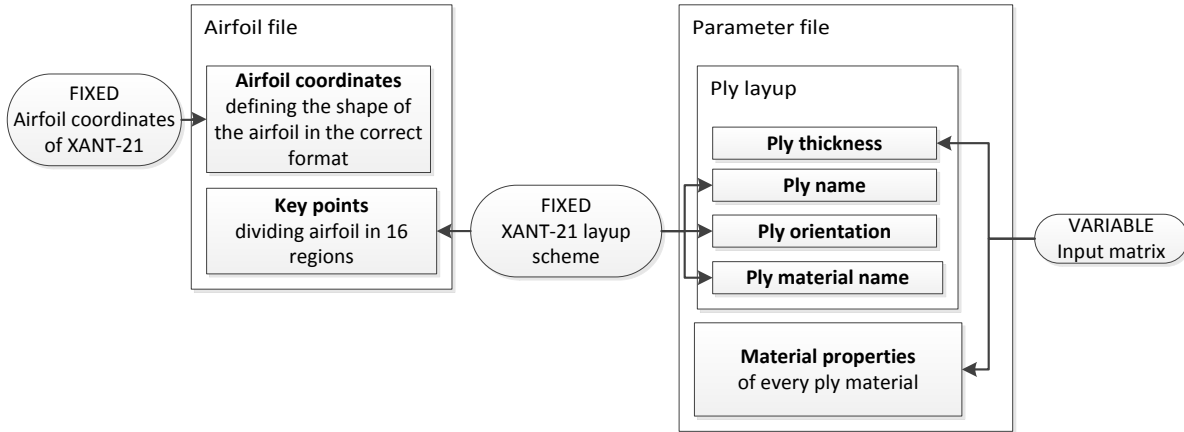 FIXED
Airfoil coordinates
of XANT-21
Airfoil file
Airfoil coordinates
defining the shape of
the airfoil in the correct
format
Key points
dividing airfoil in 16
regions
FIXED
XANT-21 layup
scheme
Parameter file
Ply layup
Ply thickness
Ply name
Ply orientation
Ply material name
Material properties
of every ply material
VARIABLE
Input matrix